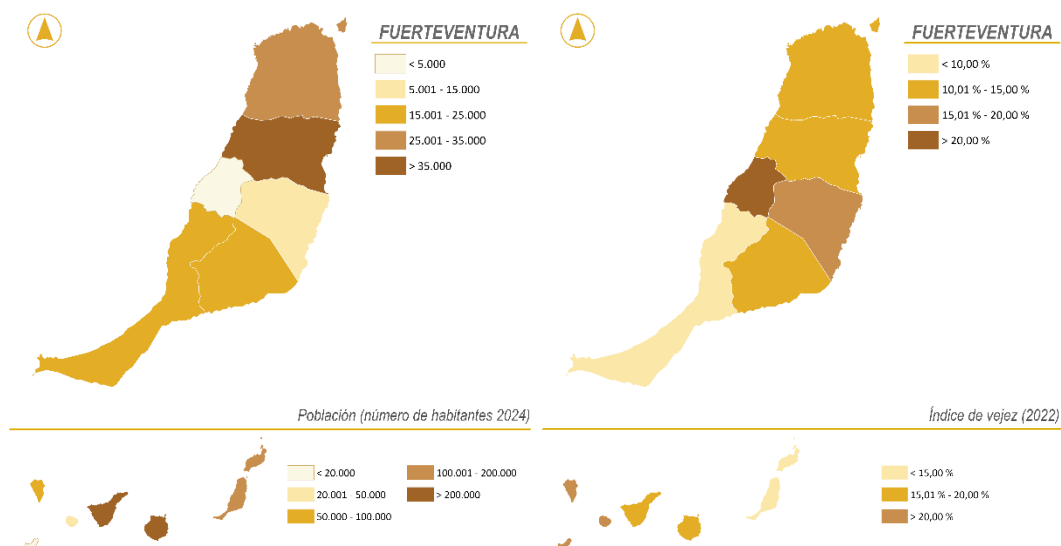 FUERTEVENTURA
< 5.000
5.001 - 15.000
15.001 - 25.000
25.001 - 35.000
> 35.000
Población (número de habitantes 2024)
< 20.000
20.001 - 50.000
50.000 - 100.000
100.001 - 200.000
> 200.000
FUERTEVENTURA
< 10,00 %
10,01 % - 15,00 %
15,01 % - 20,00 %
> 20,00 %
Índice de vejez (2022)
< 15,00 %
15,01 % - 20,00 %
> 20,00 %